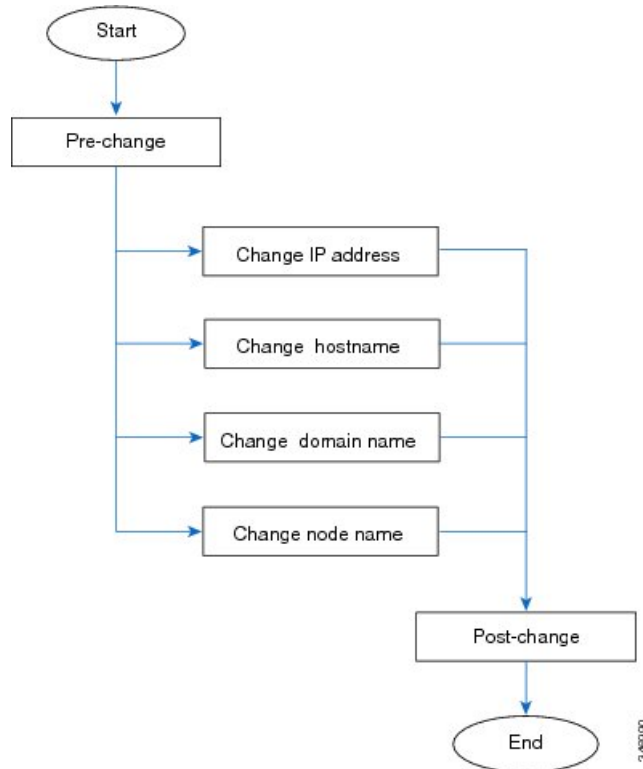 Start
Pre-change
Change IP address
Change hostname
Change domain name
Change node name
Post-change
End